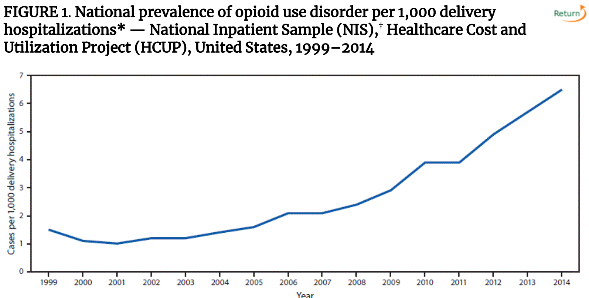 FIGURE 1. National prevalence of opioid use disorder per 1,000 delivery
hospitalizations* — National Inpatient Sample (NIS),† Healthcare Cost and
Utilization Project (HCUP), United States, 1999–2014
Return
Cases per 1,000 delivery hospitalizations
7
6
5
4
3
2
1
0
1999 2000 2001 2002 2003 2004 2005 2006 2007 2008 2009 2010 2011 2012 2013 2014
Year